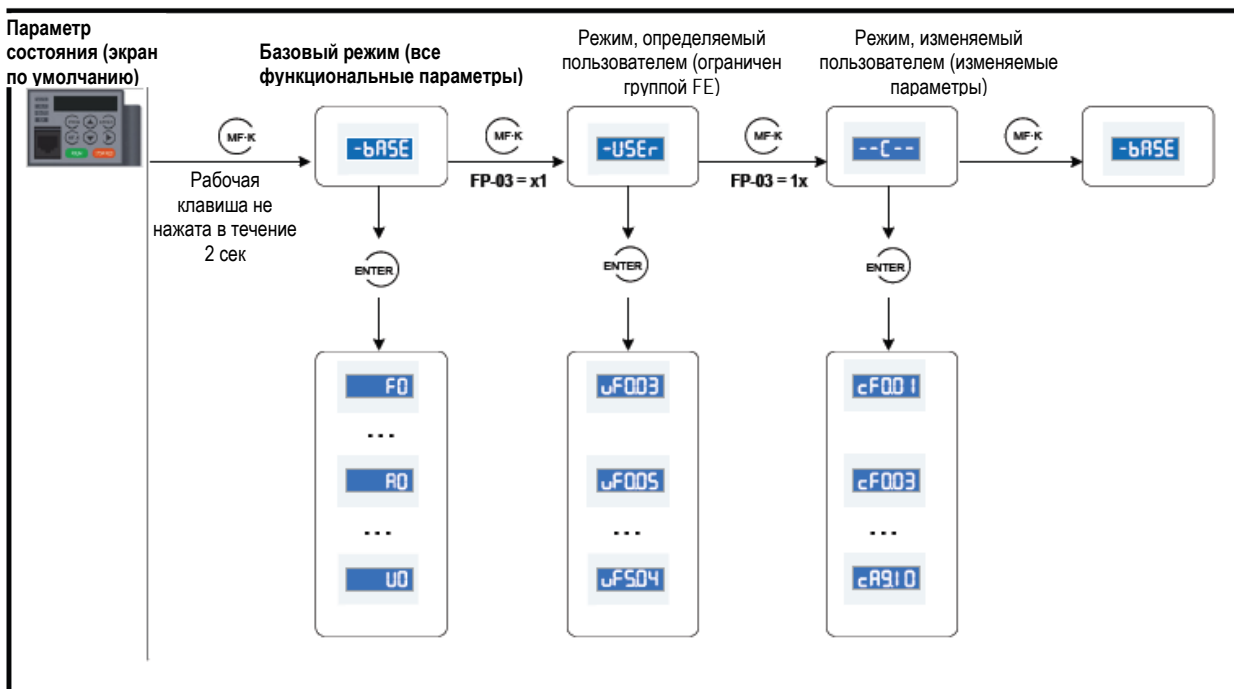 Параметр
состояния (экран
по умолчанию)
Базовый режим (все
функциональные параметры)
Режим, определяемый
пользователем (ограничен
группой FE)
Режим, изменяемый
пользователем (изменяемые
параметры)
MF·K
Рабочая
клавиша не
нажата в течение
2 сек
-bASE
MF·K
FP-03 = x1
-USEr
MF·K
FP-03 = 1x
--C--
MF·K
-bASE
ENTER
ENTER
ENTER
F0
...
A0
...
U0
uF0.03
uF0.05
...
uF5.04
cF0.01
cF0.03
...
cA9.10